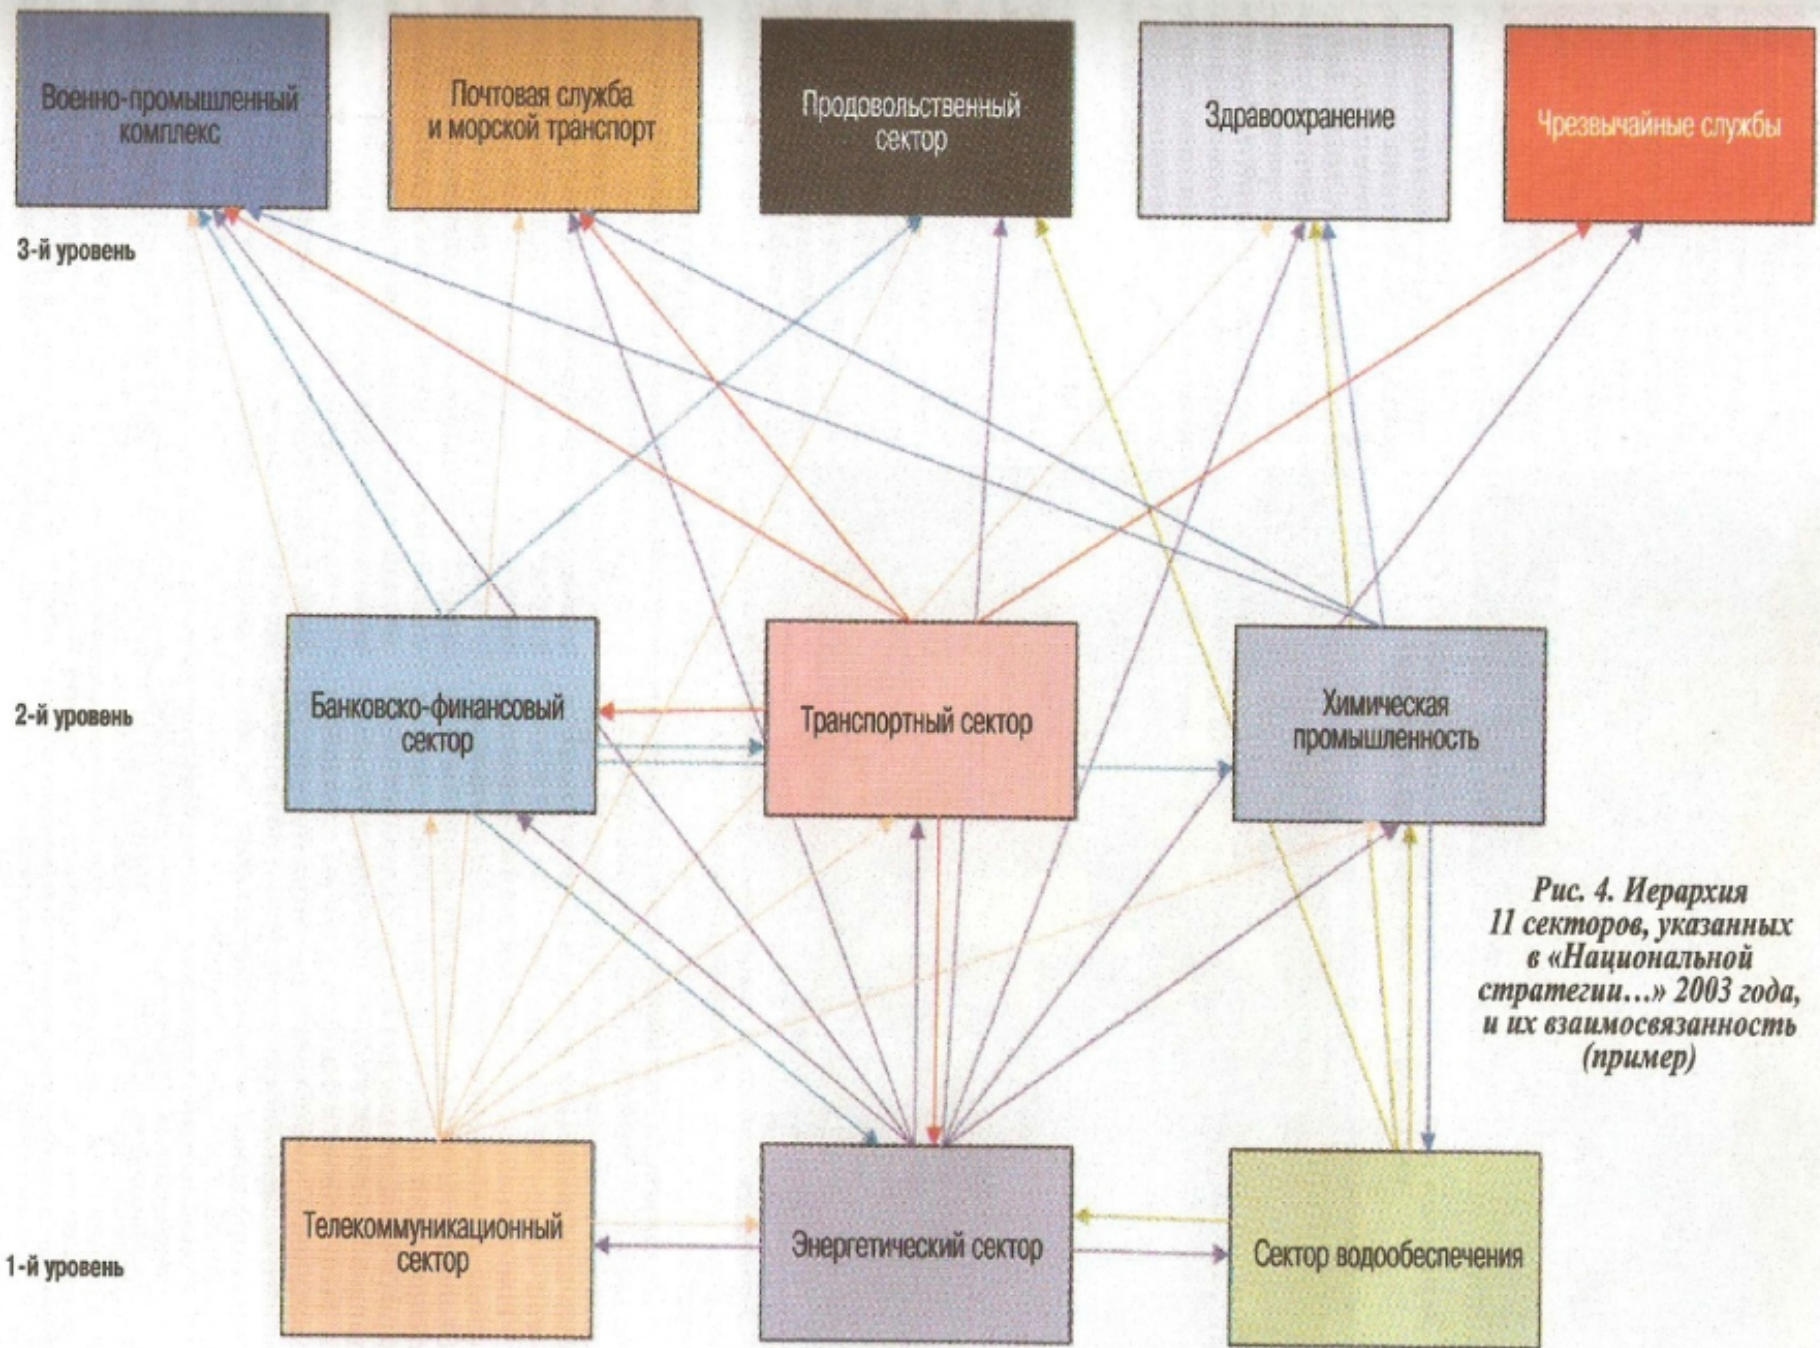 Военно-промышленный
комплекс
Почтовая служба
и морской транспорт
Продовольственный
сектор
Здравоохранение
Чрезвычайные службы
3-й уровень
2-й уровень
Банковско-финансовый
сектор
Транспортный сектор
Химическая
промышленность
Рис. 4. Иерархия
11 секторов, указанных
в «Национальной
стратегии...» 2003 года,
и их взаимосвязанность
(пример)
1-й уровень
Телекоммуникационный
сектор
Энергетический сектор
Сектор водообеспечения